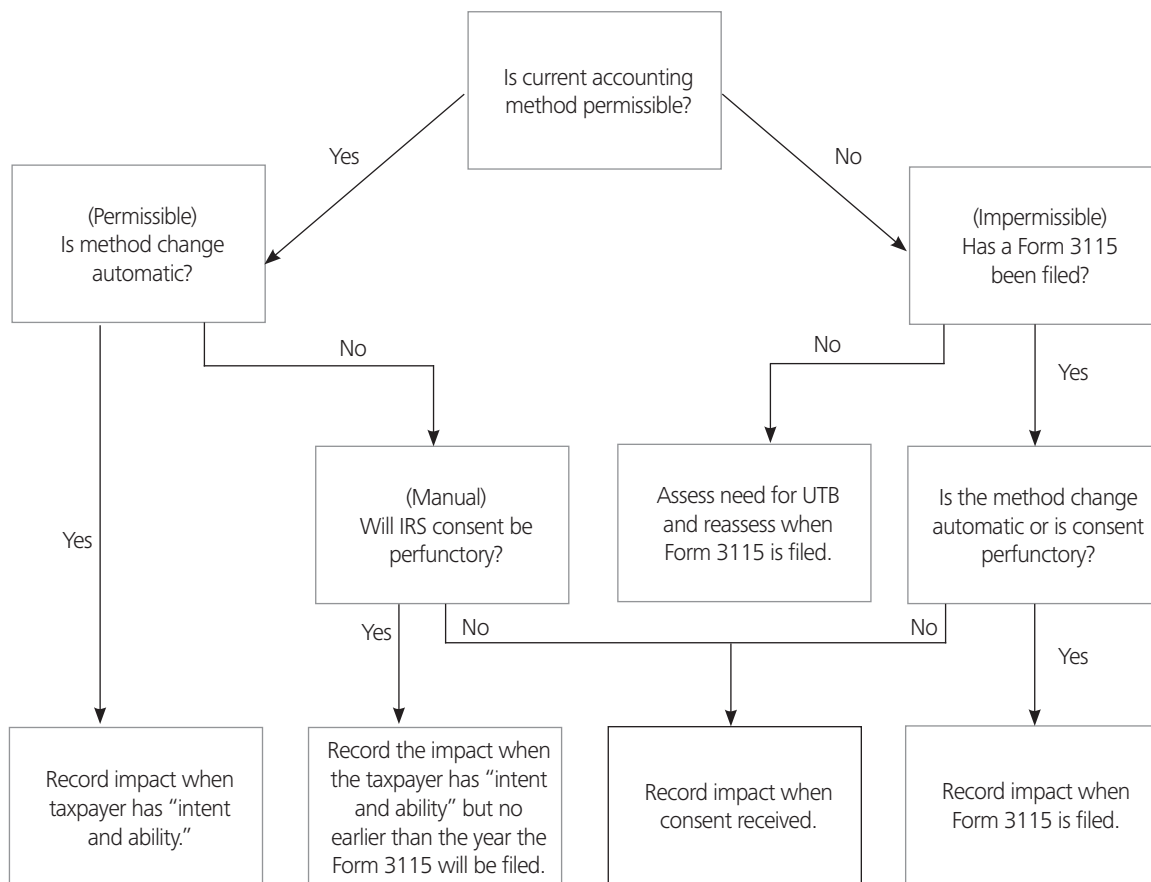 Is current accounting
method permissible?
Yes
No
(Permissible)
Is method change
automatic?
(Impermissible)
Has a Form 3115
been filed?
No
No
Yes
Yes
(Manual)
Will IRS consent be
perfunctory?
Assess need for UTB
and reassess when
Form 3115 is filed.
Is the method change
automatic or is consent
perfunctory?
Yes
No
No
Yes
Record impact when
taxpayer has “intent
and ability.”
Record the impact when
the taxpayer has “intent
and ability” but no
earlier than the year the
Form 3115 will be filed.
Record impact when
consent received.
Record impact when
Form 3115 is filed.